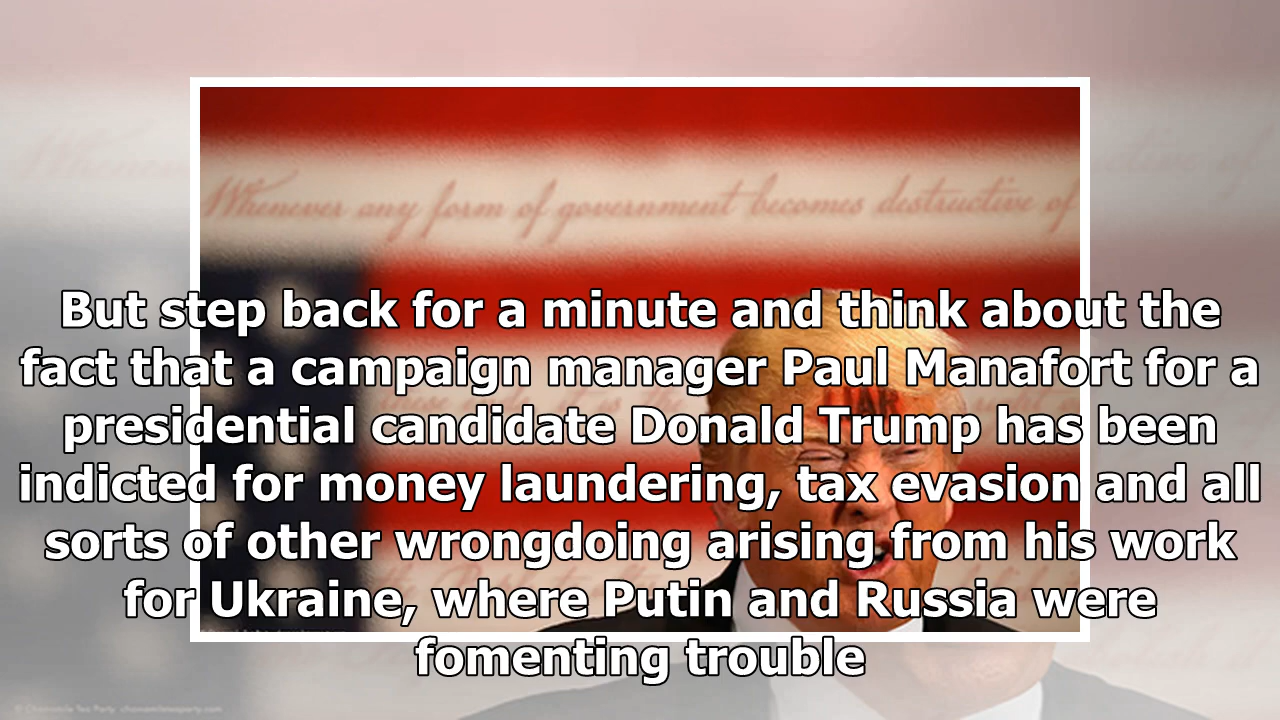 Whenever any form of government becomes destructive of
But step back for a minute and think about the
fact that a campaign manager Paul Manafort for a
presidential candidate Donald Trump has been
indicted for money laundering, tax evasion and all
sorts of other wrongdoing arising from his work
for Ukraine, where Putin and Russia were
fomenting trouble